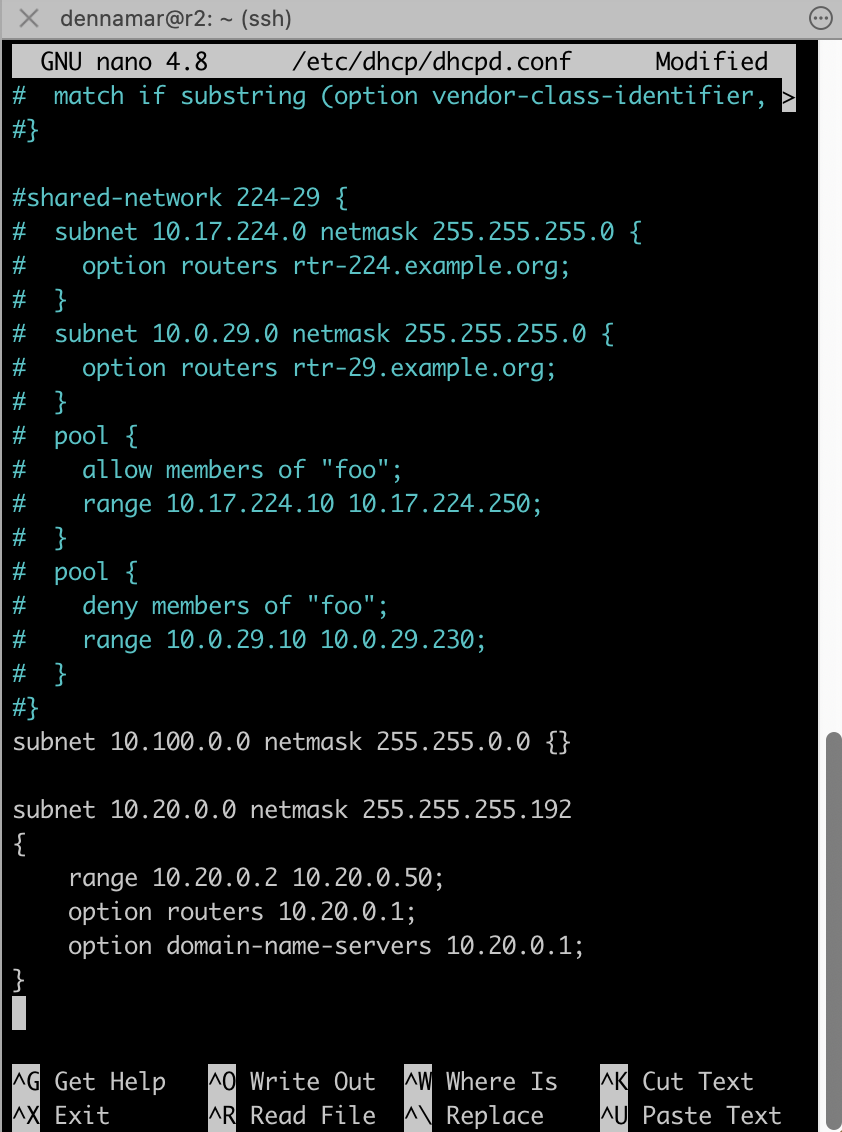 dennamar@r2: ~ (ssh)
GNU nano 4.8 /etc/dhcp/dhcpd.conf Modified
#  match if substring (option vendor-class-identifier, >
#}

#shared-network 224-29 {
#  subnet 10.17.224.0 netmask 255.255.255.0 {
#    option routers rtr-224.example.org;
#  }
#  subnet 10.0.29.0 netmask 255.255.255.0 {
#    option routers rtr-29.example.org;
#  }
#  pool {
#    allow members of "foo";
#    range 10.17.224.10 10.17.224.250;
#  }
#  pool {
#    deny members of "foo";
#    range 10.0.29.10 10.0.29.230;
#  }
#}
subnet 10.100.0.0 netmask 255.255.0.0 {}

subnet 10.20.0.0 netmask 255.255.255.192
{
    range 10.20.0.2 10.20.0.50;
    option routers 10.20.0.1;
    option domain-name-servers 10.20.0.1;
}

^G Get Help ^O Write Out ^W Where Is ^K Cut Text
^X Exit ^R Read File ^\ Replace ^U Paste Text